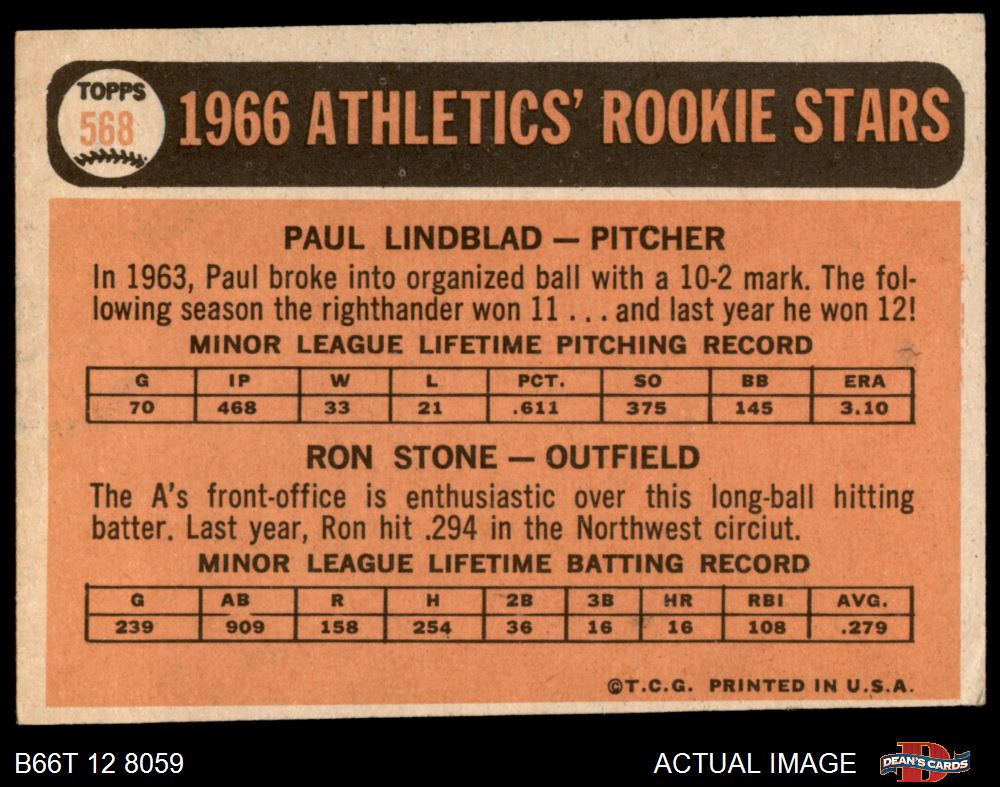 TOPPS
568
1966 ATHLETICS' ROOKIE STARS
PAUL LINDBLAD — PITCHER
In 1963, Paul broke into organized ball with a 10-2 mark. The fol-
lowing season the righthander won 11 . . . and last year he won 12!
MINOR LEAGUE LIFETIME PITCHING RECORD
G IP W L PCT. SO BB ERA
70 468 33 21 .611 375 145 3.10
RON STONE — OUTFIELD
The A's front-office is enthusiastic over this long-ball hitting
batter. Last year, Ron hit .294 in the Northwest circiut.
MINOR LEAGUE LIFETIME BATTING RECORD
G AB R H 2B 3B HR RBI AVG.
239 909 158 254 36 16 16 108 .279
©T.C.G. PRINTED IN U.S.A.
B66T 12 8059
ACTUAL IMAGE
DEAN'S CARDS